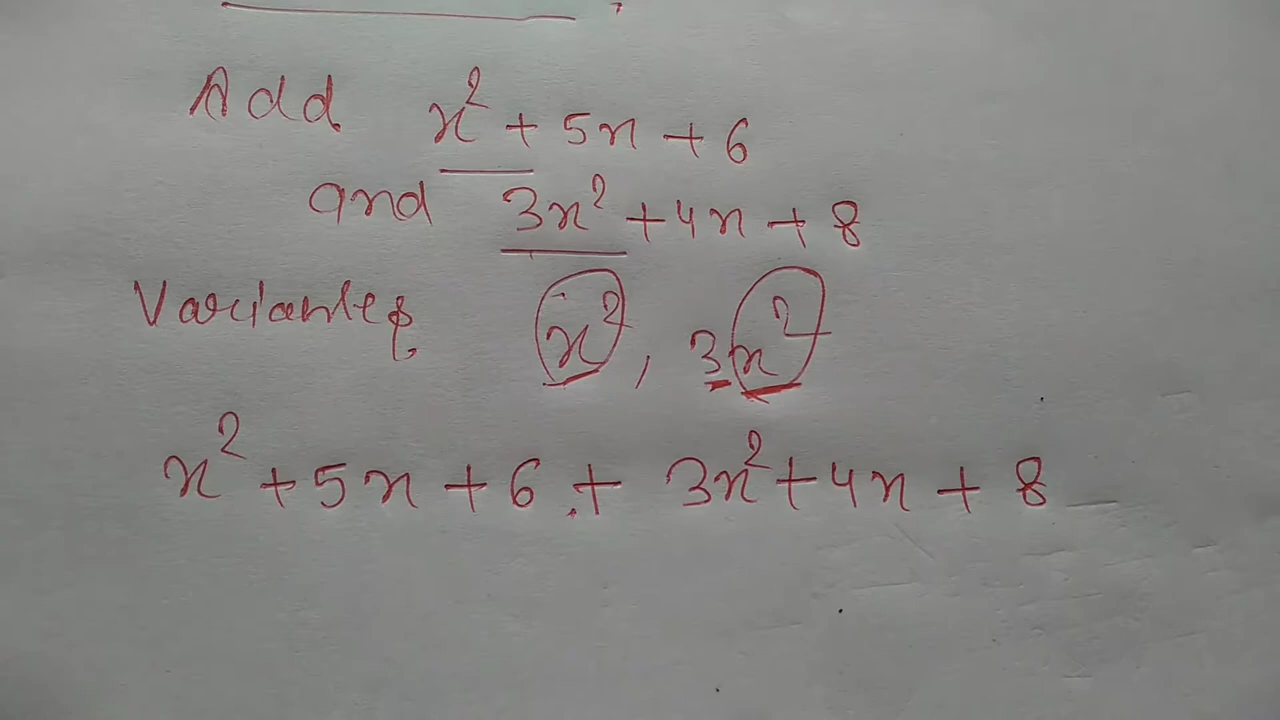 Add x² + 5x + 6
and 3x² + 4x + 8
Variables x² , 3x²
x² + 5x + 6 + 3x² + 4x + 8